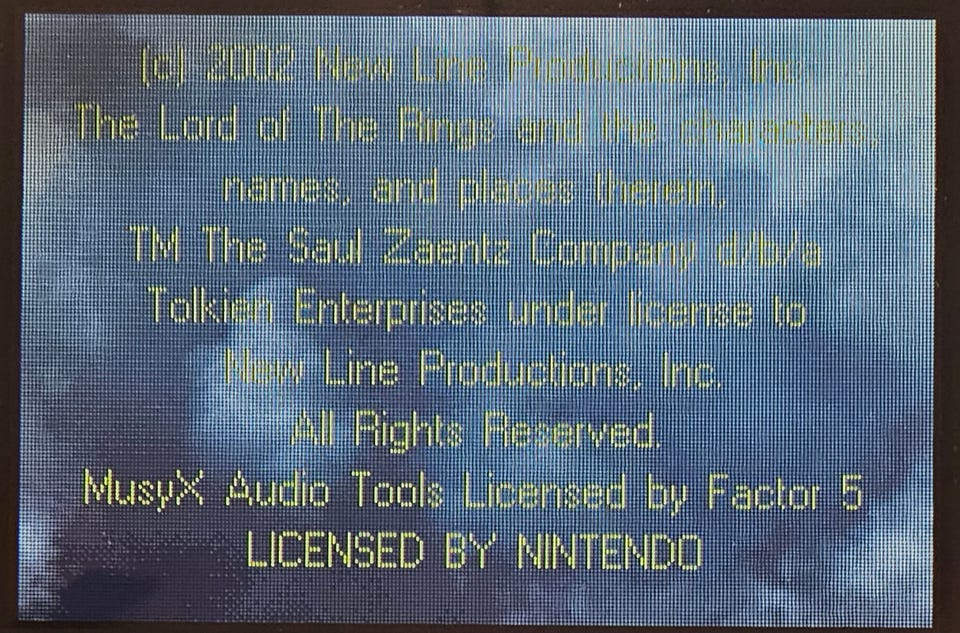 (c) 2002 New Line Productions, Inc.
The Lord of The Rings and the characters,
names, and places therein,
TM The Saul Zaentz Company d/b/a
Tolkien Enterprises under license to
New Line Productions, Inc.
All Rights Reserved.
MusyX Audio Tools Licensed by Factor 5
LICENSED BY NINTENDO